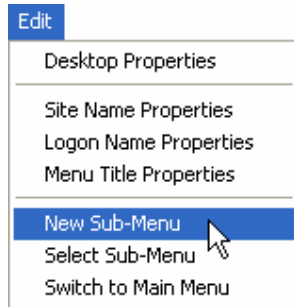 Edit
Desktop Properties
Site Name Properties
Logon Name Properties
Menu Title Properties
New Sub-Menu
Select Sub-Menu
Switch to Main Menu